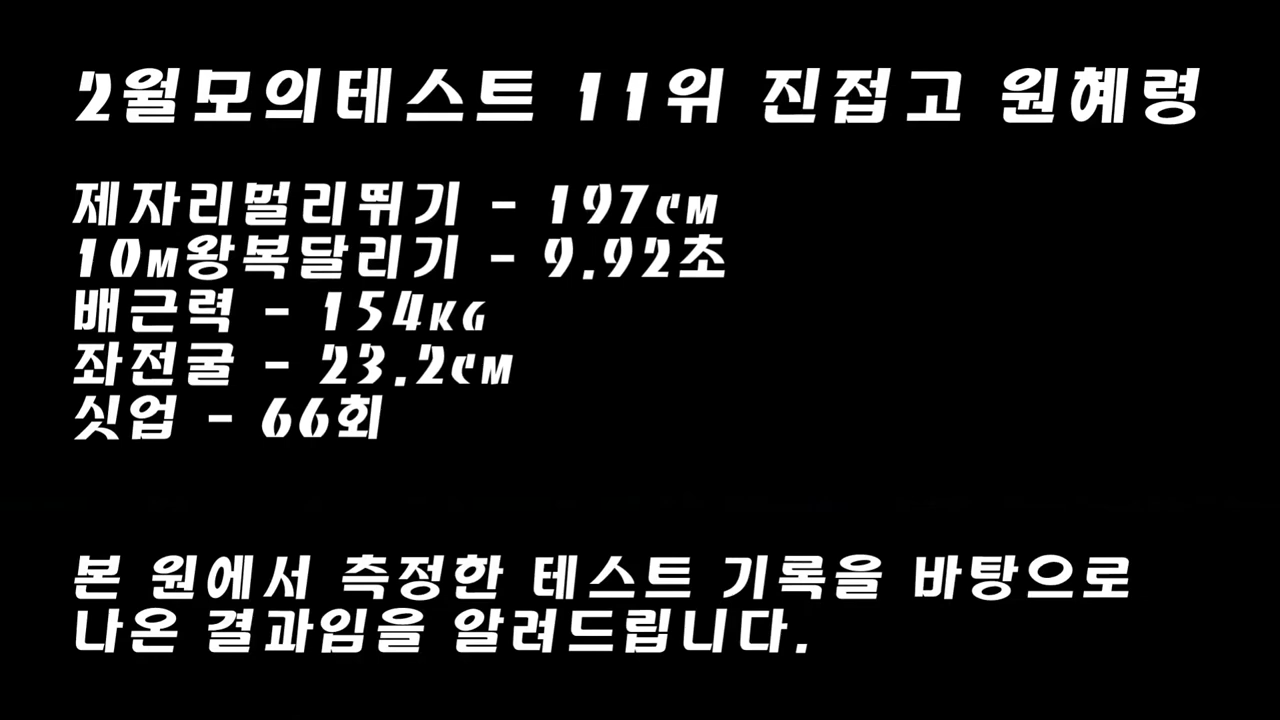 2월모의테스트 11위 진접고 원혜령
제자리멀리뛰기 - 197cm
10m왕복달리기 - 9.92초
배근력 - 154kg
좌전굴 - 23.2cm
싯업 - 66회
본 원에서 측정한 테스트 기록을 바탕으로
나온 결과임을 알려드립니다.